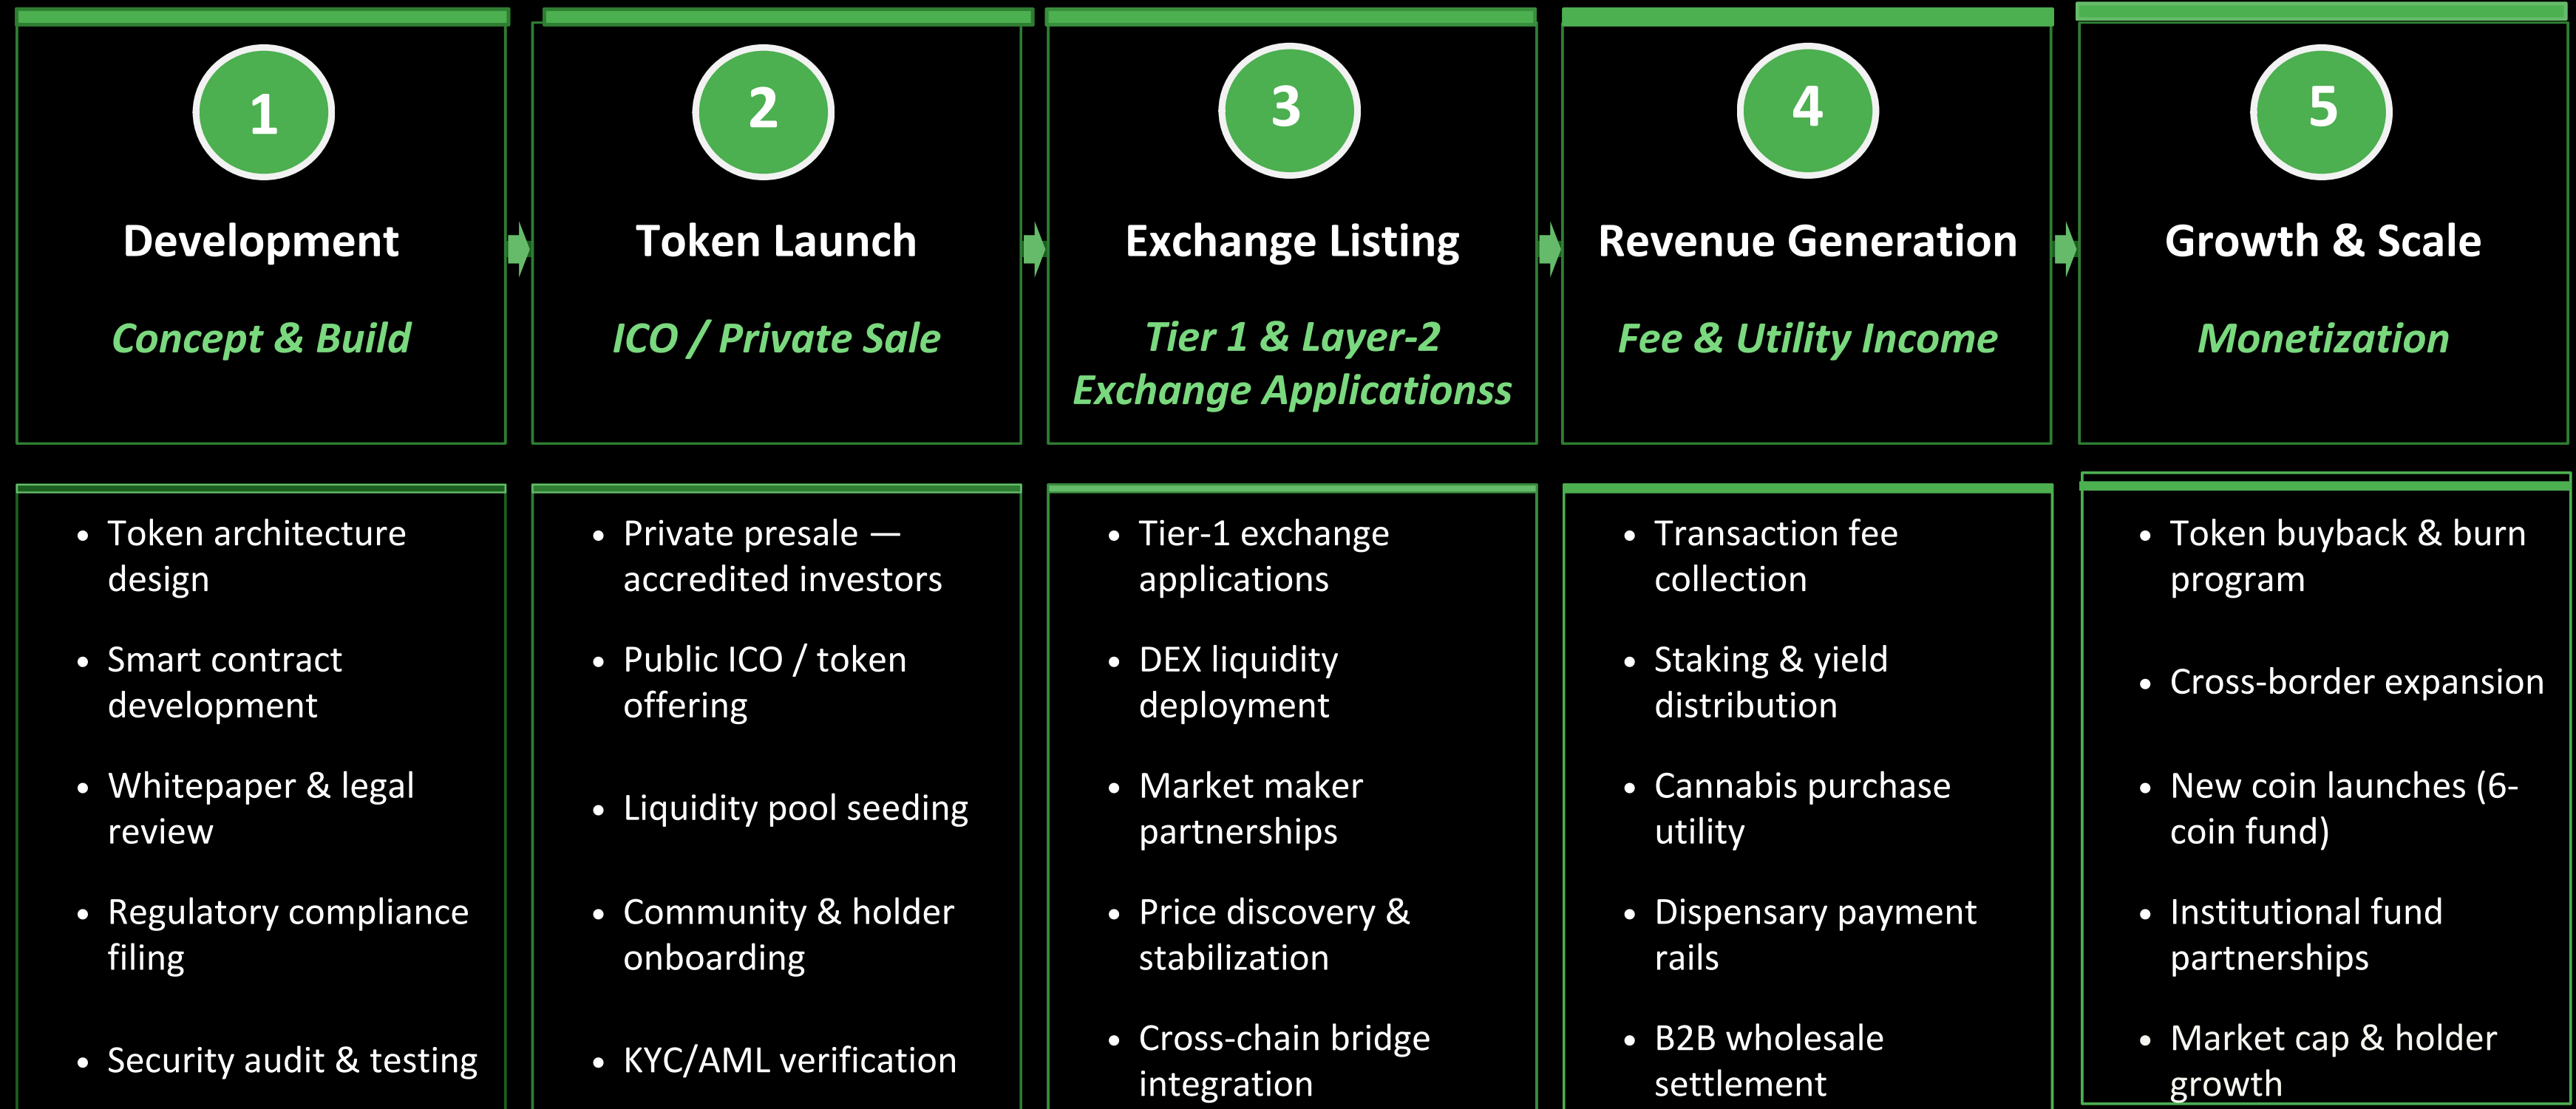 1
Development
Concept & Build
2
Token Launch
ICO / Private Sale
3
Exchange Listing
Tier 1 & Layer-2
Exchange Applicationss
4
Revenue Generation
Fee & Utility Income
5
Growth & Scale
Monetization
• Token architecture
design
• Smart contract
development
• Whitepaper & legal
review
• Regulatory compliance
filing
• Security audit & testing
• Private presale —
accredited investors
• Public ICO / token
offering
• Liquidity pool seeding
• Community & holder
onboarding
• KYC/AML verification
• Tier-1 exchange
applications
• DEX liquidity
deployment
• Market maker
partnerships
• Price discovery &
stabilization
• Cross-chain bridge
integration
• Transaction fee
collection
• Staking & yield
distribution
• Cannabis purchase
utility
• Dispensary payment
rails
• B2B wholesale
settlement
• Token buyback & burn
program
• Cross-border expansion
• New coin launches (6-
coin fund)
• Institutional fund
partnerships
• Market cap & holder
growth